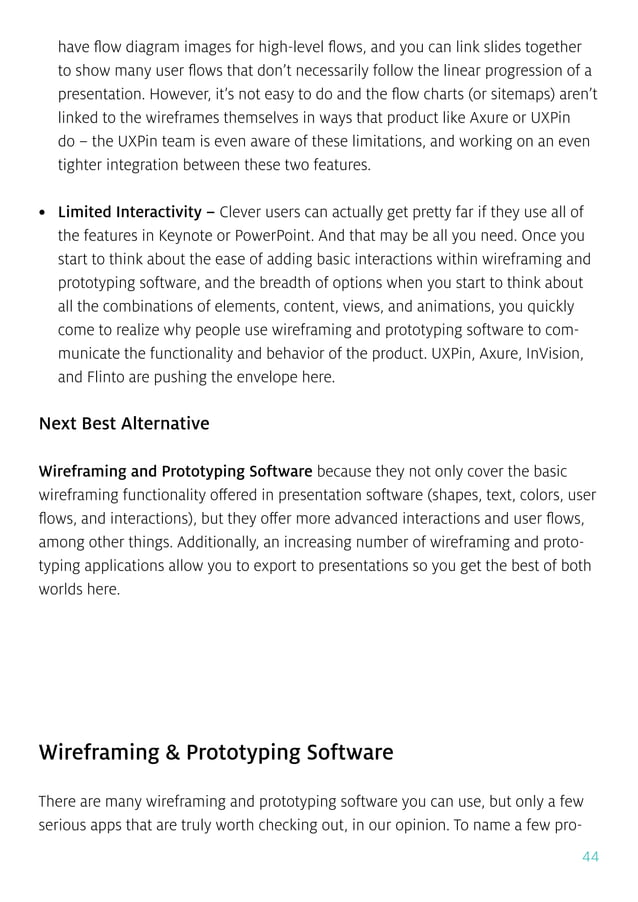 have flow diagram images for high-level flows, and you can link slides together
to show many user flows that don’t necessarily follow the linear progression of a
presentation. However, it’s not easy to do and the flow charts (or sitemaps) aren’t
linked to the wireframes themselves in ways that product like Axure or UXPin
do – the UXPin team is even aware of these limitations, and working on an even
tighter integration between these two features.
• Limited Interactivity – Clever users can actually get pretty far if they use all of
the features in Keynote or PowerPoint. And that may be all you need. Once you
start to think about the ease of adding basic interactions within wireframing and
prototyping software, and the breadth of options when you start to think about
all the combinations of elements, content, views, and animations, you quickly
come to realize why people use wireframing and prototyping software to com-
municate the functionality and behavior of the product. UXPin, Axure, InVision,
and Flinto are pushing the envelope here.
Next Best Alternative
Wireframing and Prototyping Software because they not only cover the basic
wireframing functionality offered in presentation software (shapes, text, colors, user
flows, and interactions), but they offer more advanced interactions and user flows,
among other things. Additionally, an increasing number of wireframing and proto-
typing applications allow you to export to presentations so you get the best of both
worlds here.
Wireframing & Prototyping Software
There are many wireframing and prototyping software you can use, but only a few
serious apps that are truly worth checking out, in our opinion. To name a few pro-
44